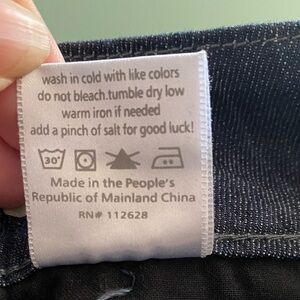 wash in cold with like colors
do not bleach.tumble dry low
warm iron if needed
add a pinch of salt for good luck!
30°
Made in the People's
Republic of Mainland China
RN# 112628